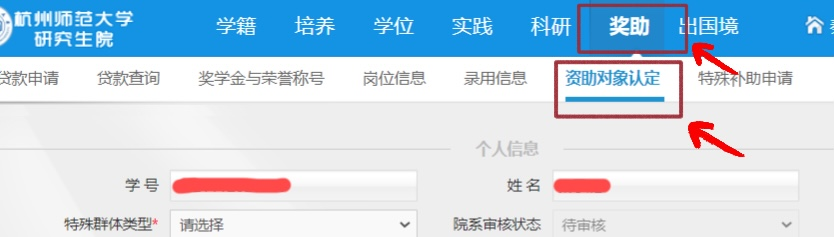 杭州师范大学
研究生院
学籍 培养 学位 实践 科研 奖助 出国境
贷款申请 贷款查询 奖学金与荣誉称号 岗位信息 录用信息 资助对象认定 特殊补助申请
个人信息
学号 姓名
特殊群体类型* 请选择 院系审核状态 待审核